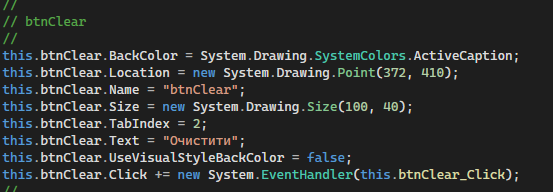 //
// btnClear
//
this.btnClear.BackColor = System.Drawing.SystemColors.ActiveCaption;
this.btnClear.Location = new System.Drawing.Point(372, 410);
this.btnClear.Name = "btnClear";
this.btnClear.Size = new System.Drawing.Size(100, 40);
this.btnClear.TabIndex = 2;
this.btnClear.Text = "Очистити";
this.btnClear.UseVisualStyleBackColor = false;
this.btnClear.Click += new System.EventHandler(this.btnClear_Click);
//